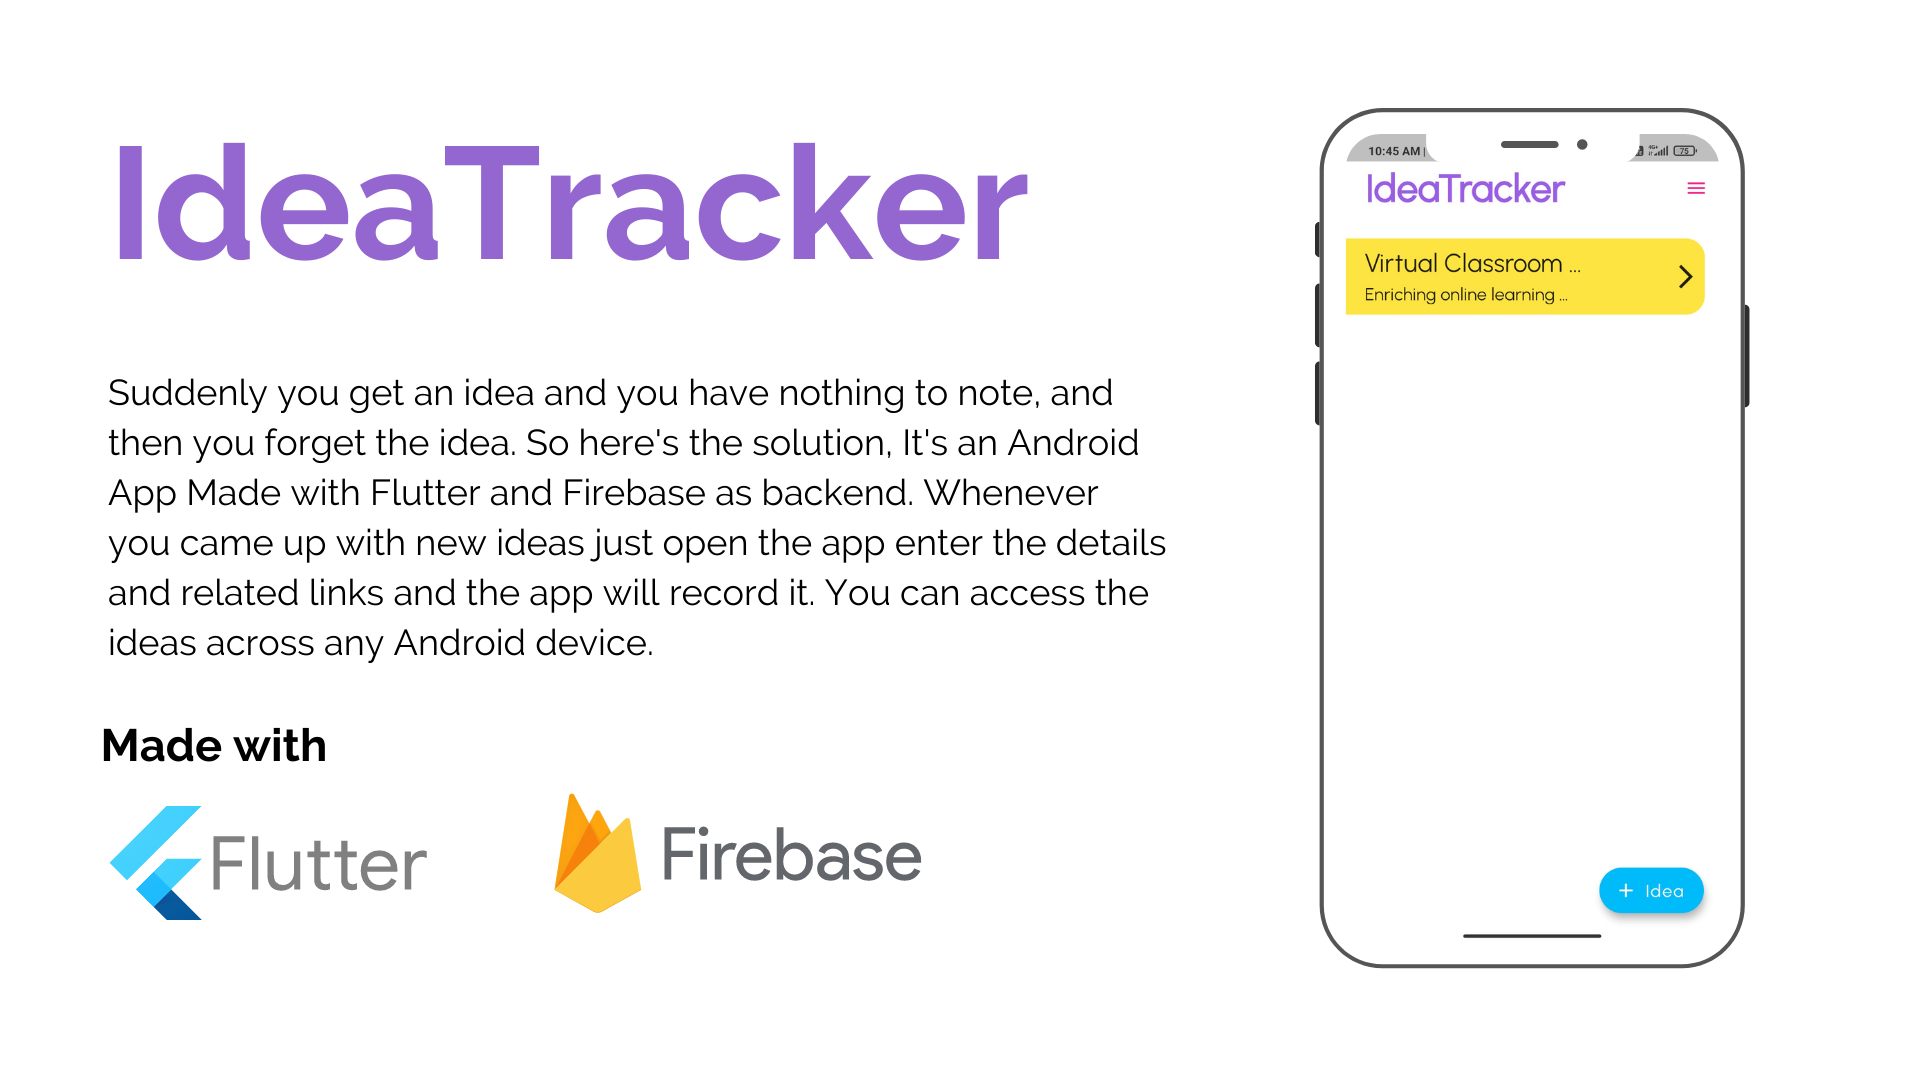 IdeaTracker
Suddenly you get an idea and you have nothing to note, and
then you forget the idea. So here's the solution, It's an Android
App Made with Flutter and Firebase as backend. Whenever
you came up with new ideas just open the app enter the details
and related links and the app will record it. You can access the
ideas across any Android device.
Made with
Flutter
Firebase
10:45 AM | 4G+ 75
IdeaTracker
Virtual Classroom ...
Enriching online learning ...
+ Idea